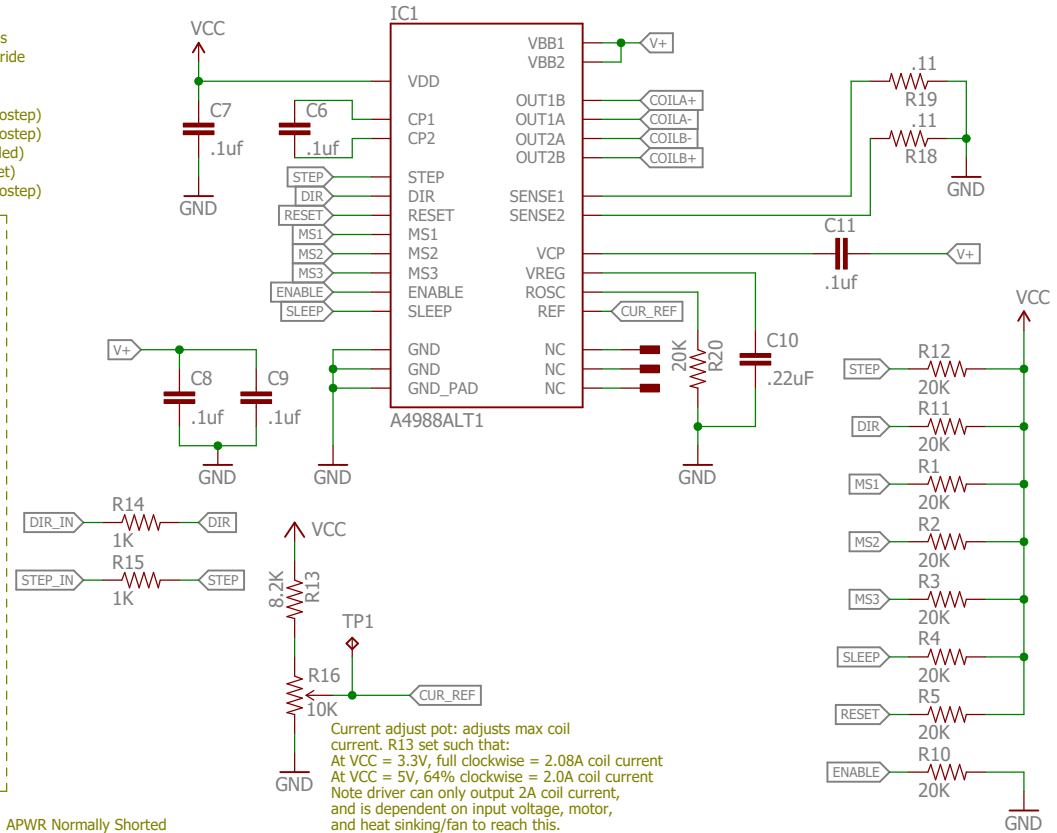 s
ride
ostep)
ostep)
led)
et)
ostep)
VCC
C7
.1uf
GND
C6
.1uf
IC1
VDD
CP1
CP2
STEP
DIR
RESET
MS1
MS2
MS3
ENABLE
SLEEP
GND
GND
GND_PAD
VBB1
VBB2
OUT1B
OUT1A
OUT2A
OUT2B
SENSE1
SENSE2
VCP
VREG
ROSC
REF
NC
NC
NC
A4988ALT1
STEP
DIR
RESET
MS1
MS2
MS3
ENABLE
SLEEP
GND
V+
COILA+
COILA-
COILB-
COILB+
.11
R19
.11
R18
GND
C11
.1uf
V+
CUR_REF
20K
R20
C10
.22uF
GND
V+
C8
.1uf
C9
.1uf
GND
DIR_IN
R14
1K
DIR
STEP_IN
R15
1K
STEP
VCC
8.2K
R13
TP1
R16
10K
CUR_REF
GND
Current adjust pot: adjusts max coil
current. R13 set such that:
At VCC = 3.3V, full clockwise = 2.08A coil current
At VCC = 5V, 64% clockwise = 2.0A coil current
Note driver can only output 2A coil current,
and is dependent on input voltage, motor,
and heat sinking/fan to reach this.
VCC
STEP
R12
20K
DIR
R11
20K
MS1
R1
20K
MS2
R2
20K
MS3
R3
20K
SLEEP
R4
20K
RESET
R5
20K
ENABLE
R10
20K
GND
APWR Normally Shorted